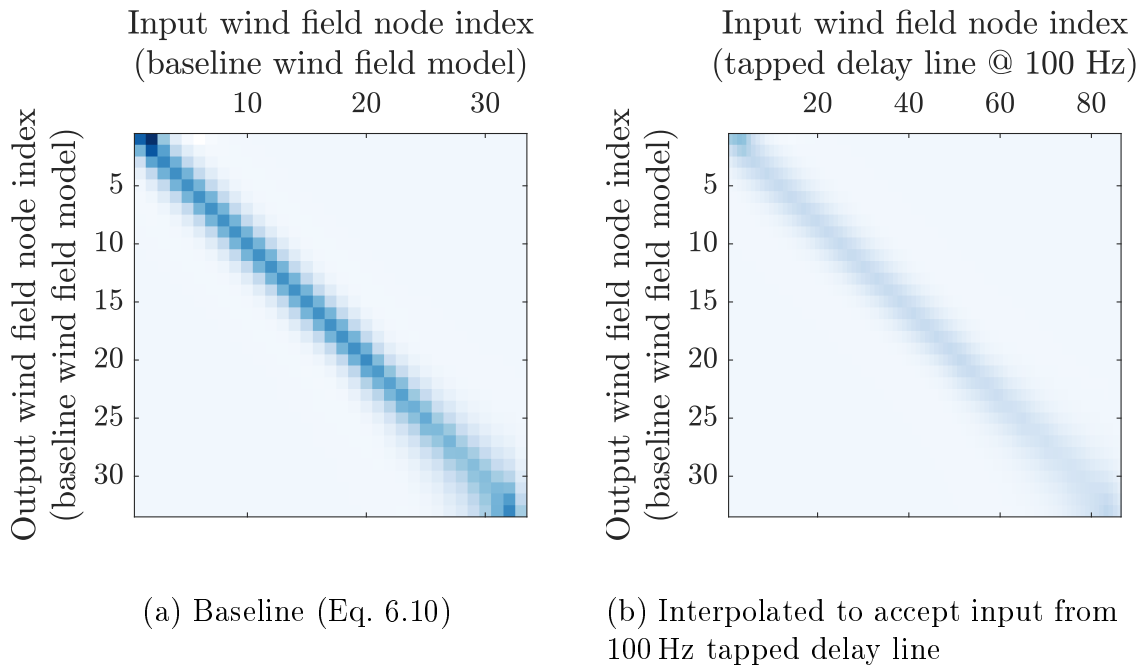 Input wind field node index
(baseline wind field model)
10 20 30
Output wind field node index
(baseline wind field model)
5
10
15
20
25
30
(a) Baseline (Eq. 6.10)
Input wind field node index
(tapped delay line @ 100 Hz)
20 40 60 80
Output wind field node index
(baseline wind field model)
5
10
15
20
25
30
(b) Interpolated to accept input from
100 Hz tapped delay line